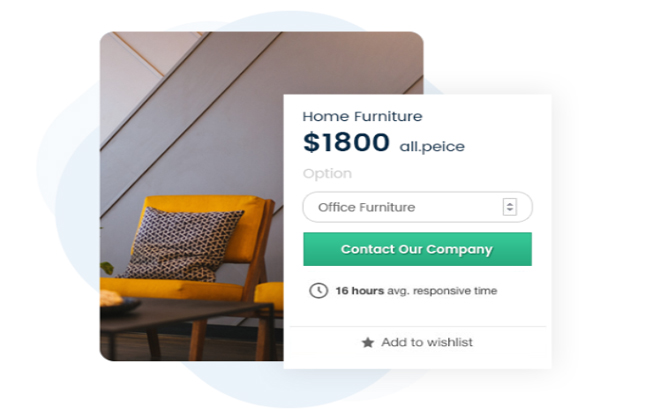 Home Furniture
$1800 all.peice
Option
Office Furniture
Contact Our Company
16 hours avg. responsive time
Add to wishlist